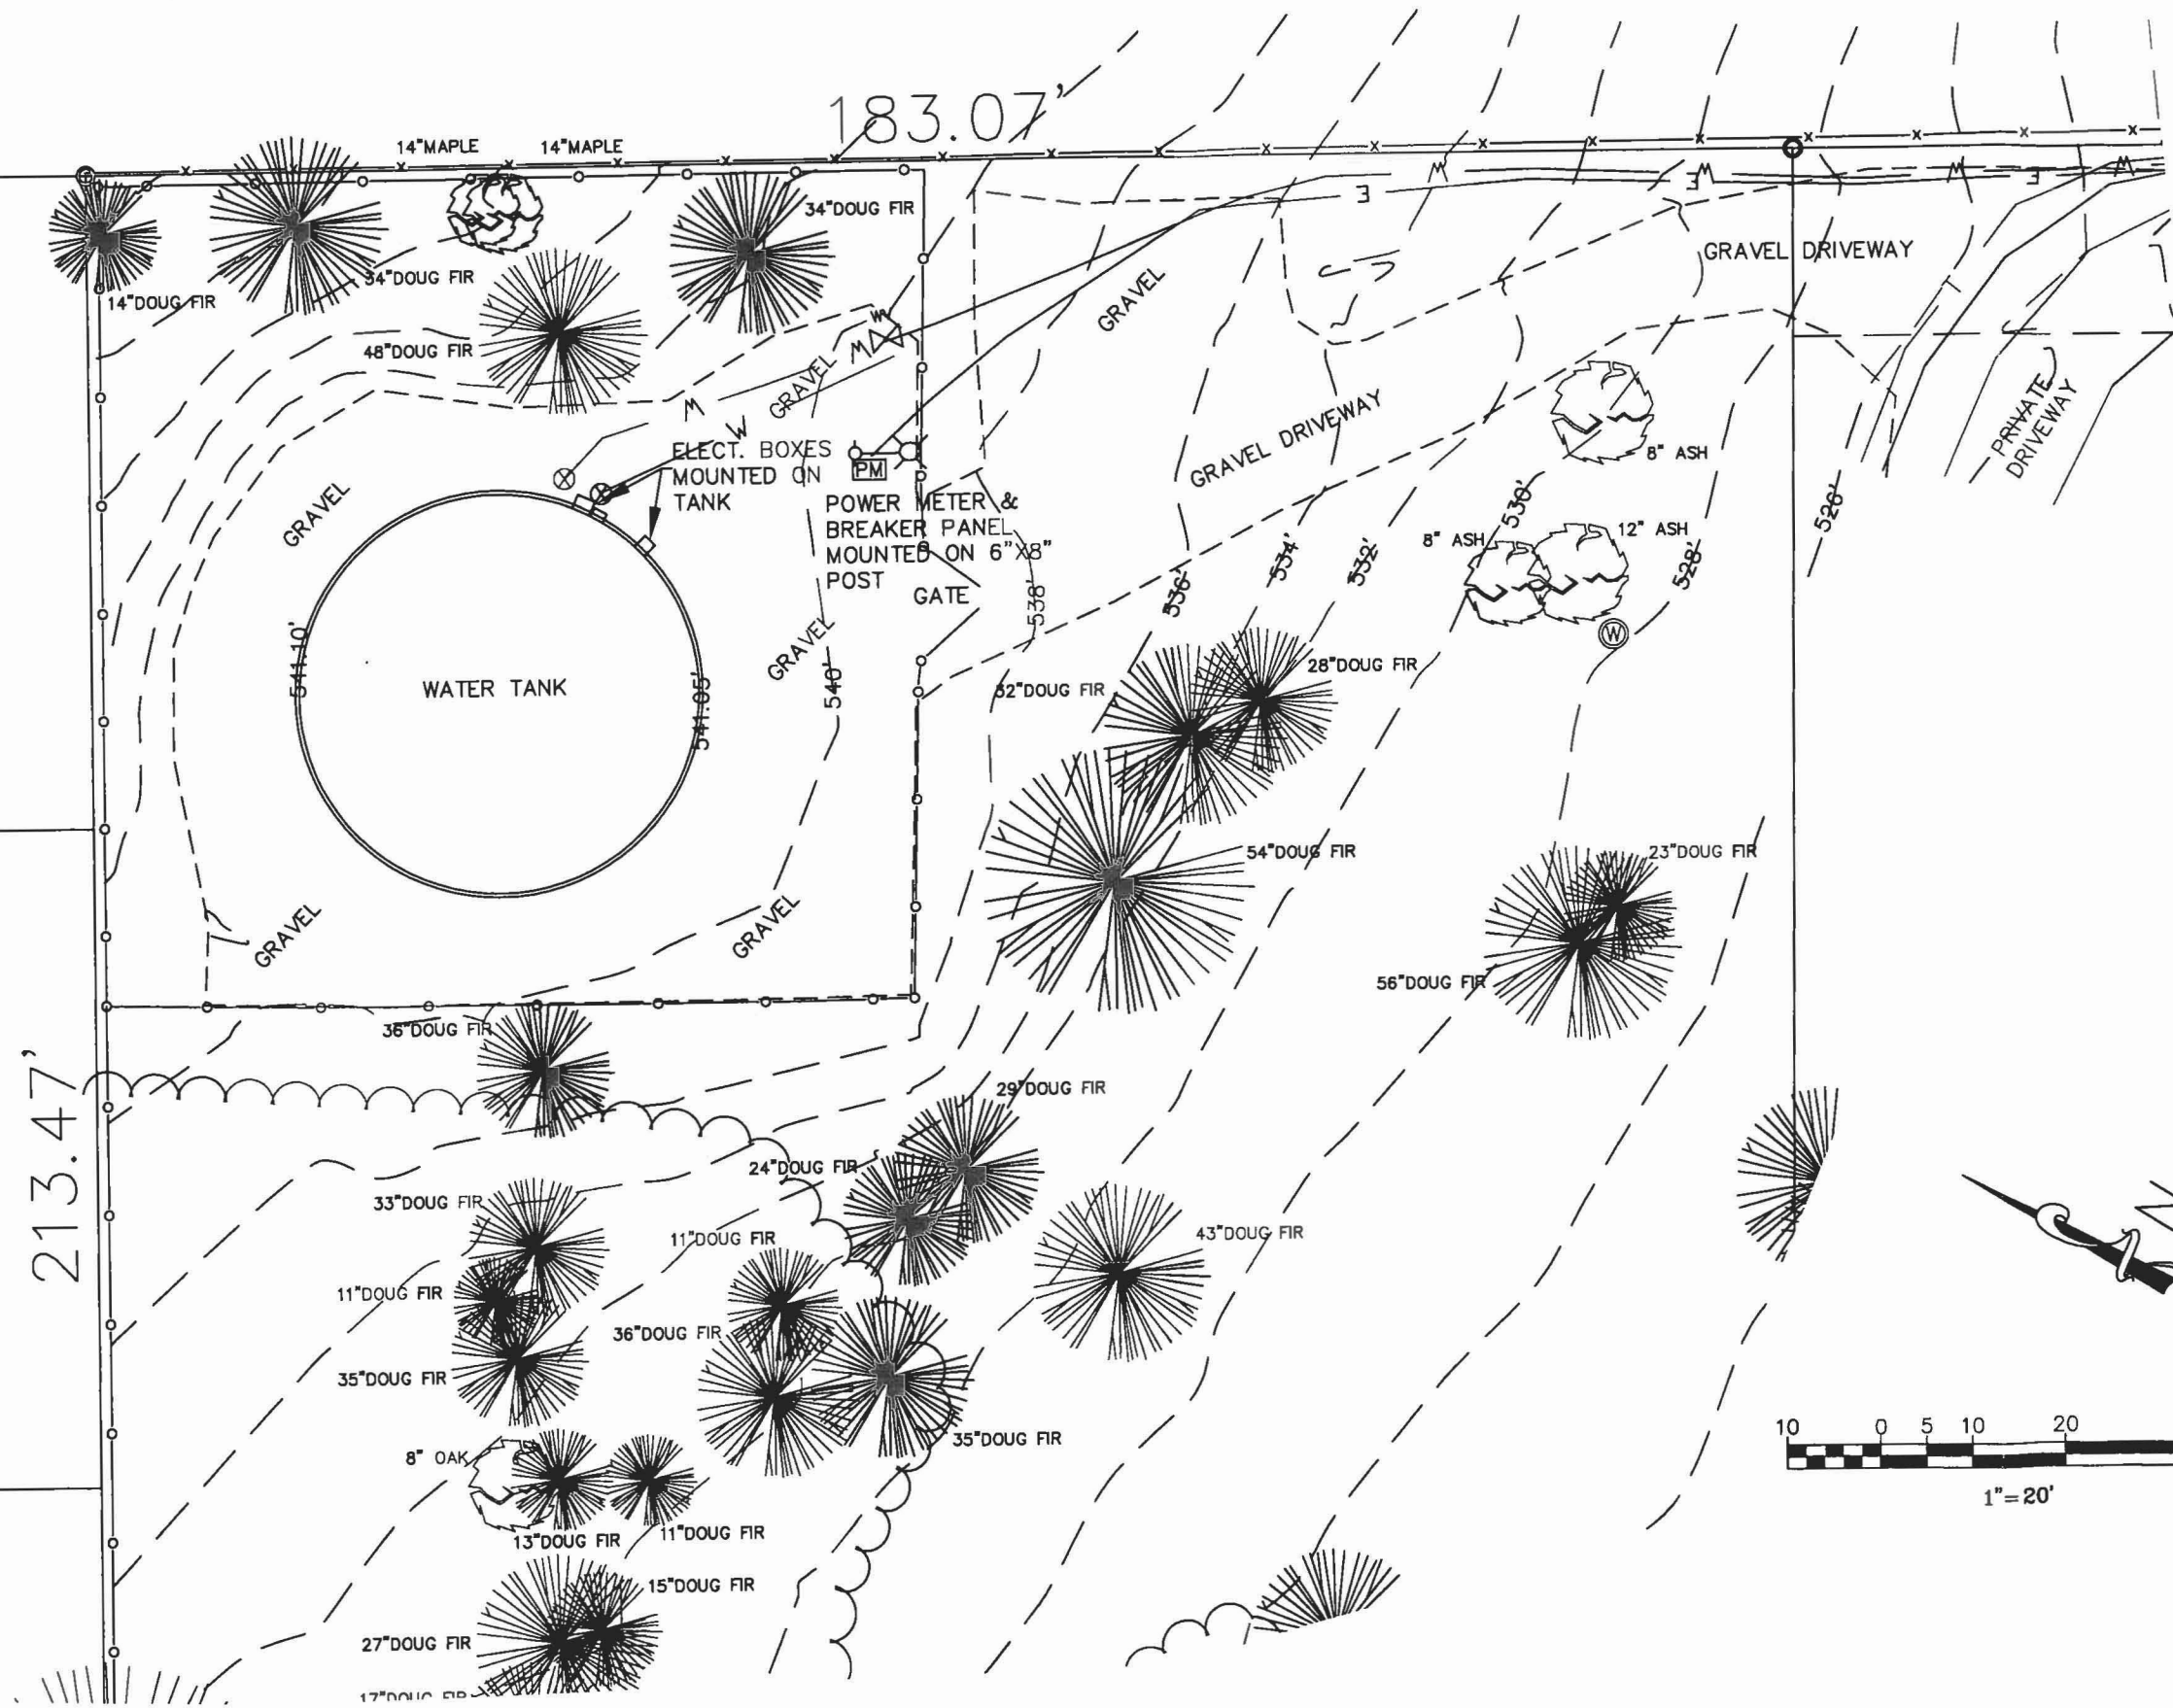 183.07'
14"MAPLE
14"MAPLE
34"DOUG FIR
GRAVEL DRIVEWAY
34"DOUG FIR
14"DOUG FIR
GRAVEL
48"DOUG FIR
GRAVEL
GRAVEL DRIVEWAY
PRIVATE
DRIVEWAY
ELECT. BOXES
MOUNTED ON
TANK
PM
8" ASH
GRAVEL
POWER METER &
BREAKER PANEL
MOUNTED ON 6"X8"
POST
GATE
538'
536'
534'
532'
530'
528'
526'
8" ASH
12" ASH
W
541.10'
WATER TANK
541.05'
GRAVEL
540'
32"DOUG FIR
28"DOUG FIR
54"DOUG FIR
23"DOUG FIR
GRAVEL
GRAVEL
56"DOUG FIR
36"DOUG FIR
213.47'
29"DOUG FIR
24"DOUG FIR
33"DOUG FIR
11"DOUG FIR
43"DOUG FIR
11"DOUG FIR
36"DOUG FIR
35"DOUG FIR
35"DOUG FIR
8" OAK
13"DOUG FIR
11"DOUG FIR
15"DOUG FIR
27"DOUG FIR
17"DOUG FIR
10 0 5 10 20
1"=20'